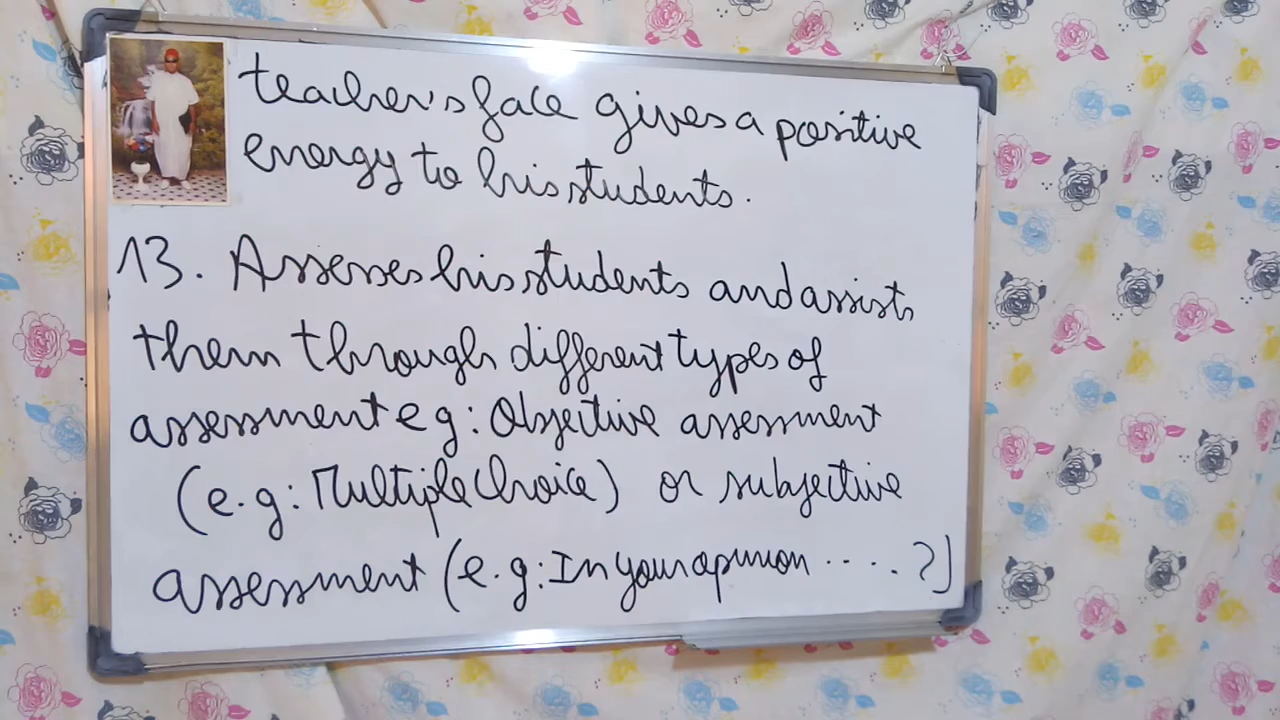 teacher's face gives a positive
energy to his students.
13. Assesses his students and assists
them through different types of
assessment e g: Objective assessment
(e.g: Multiple Choice) or subjective
assessment (e.g: In your opinion .... ?)